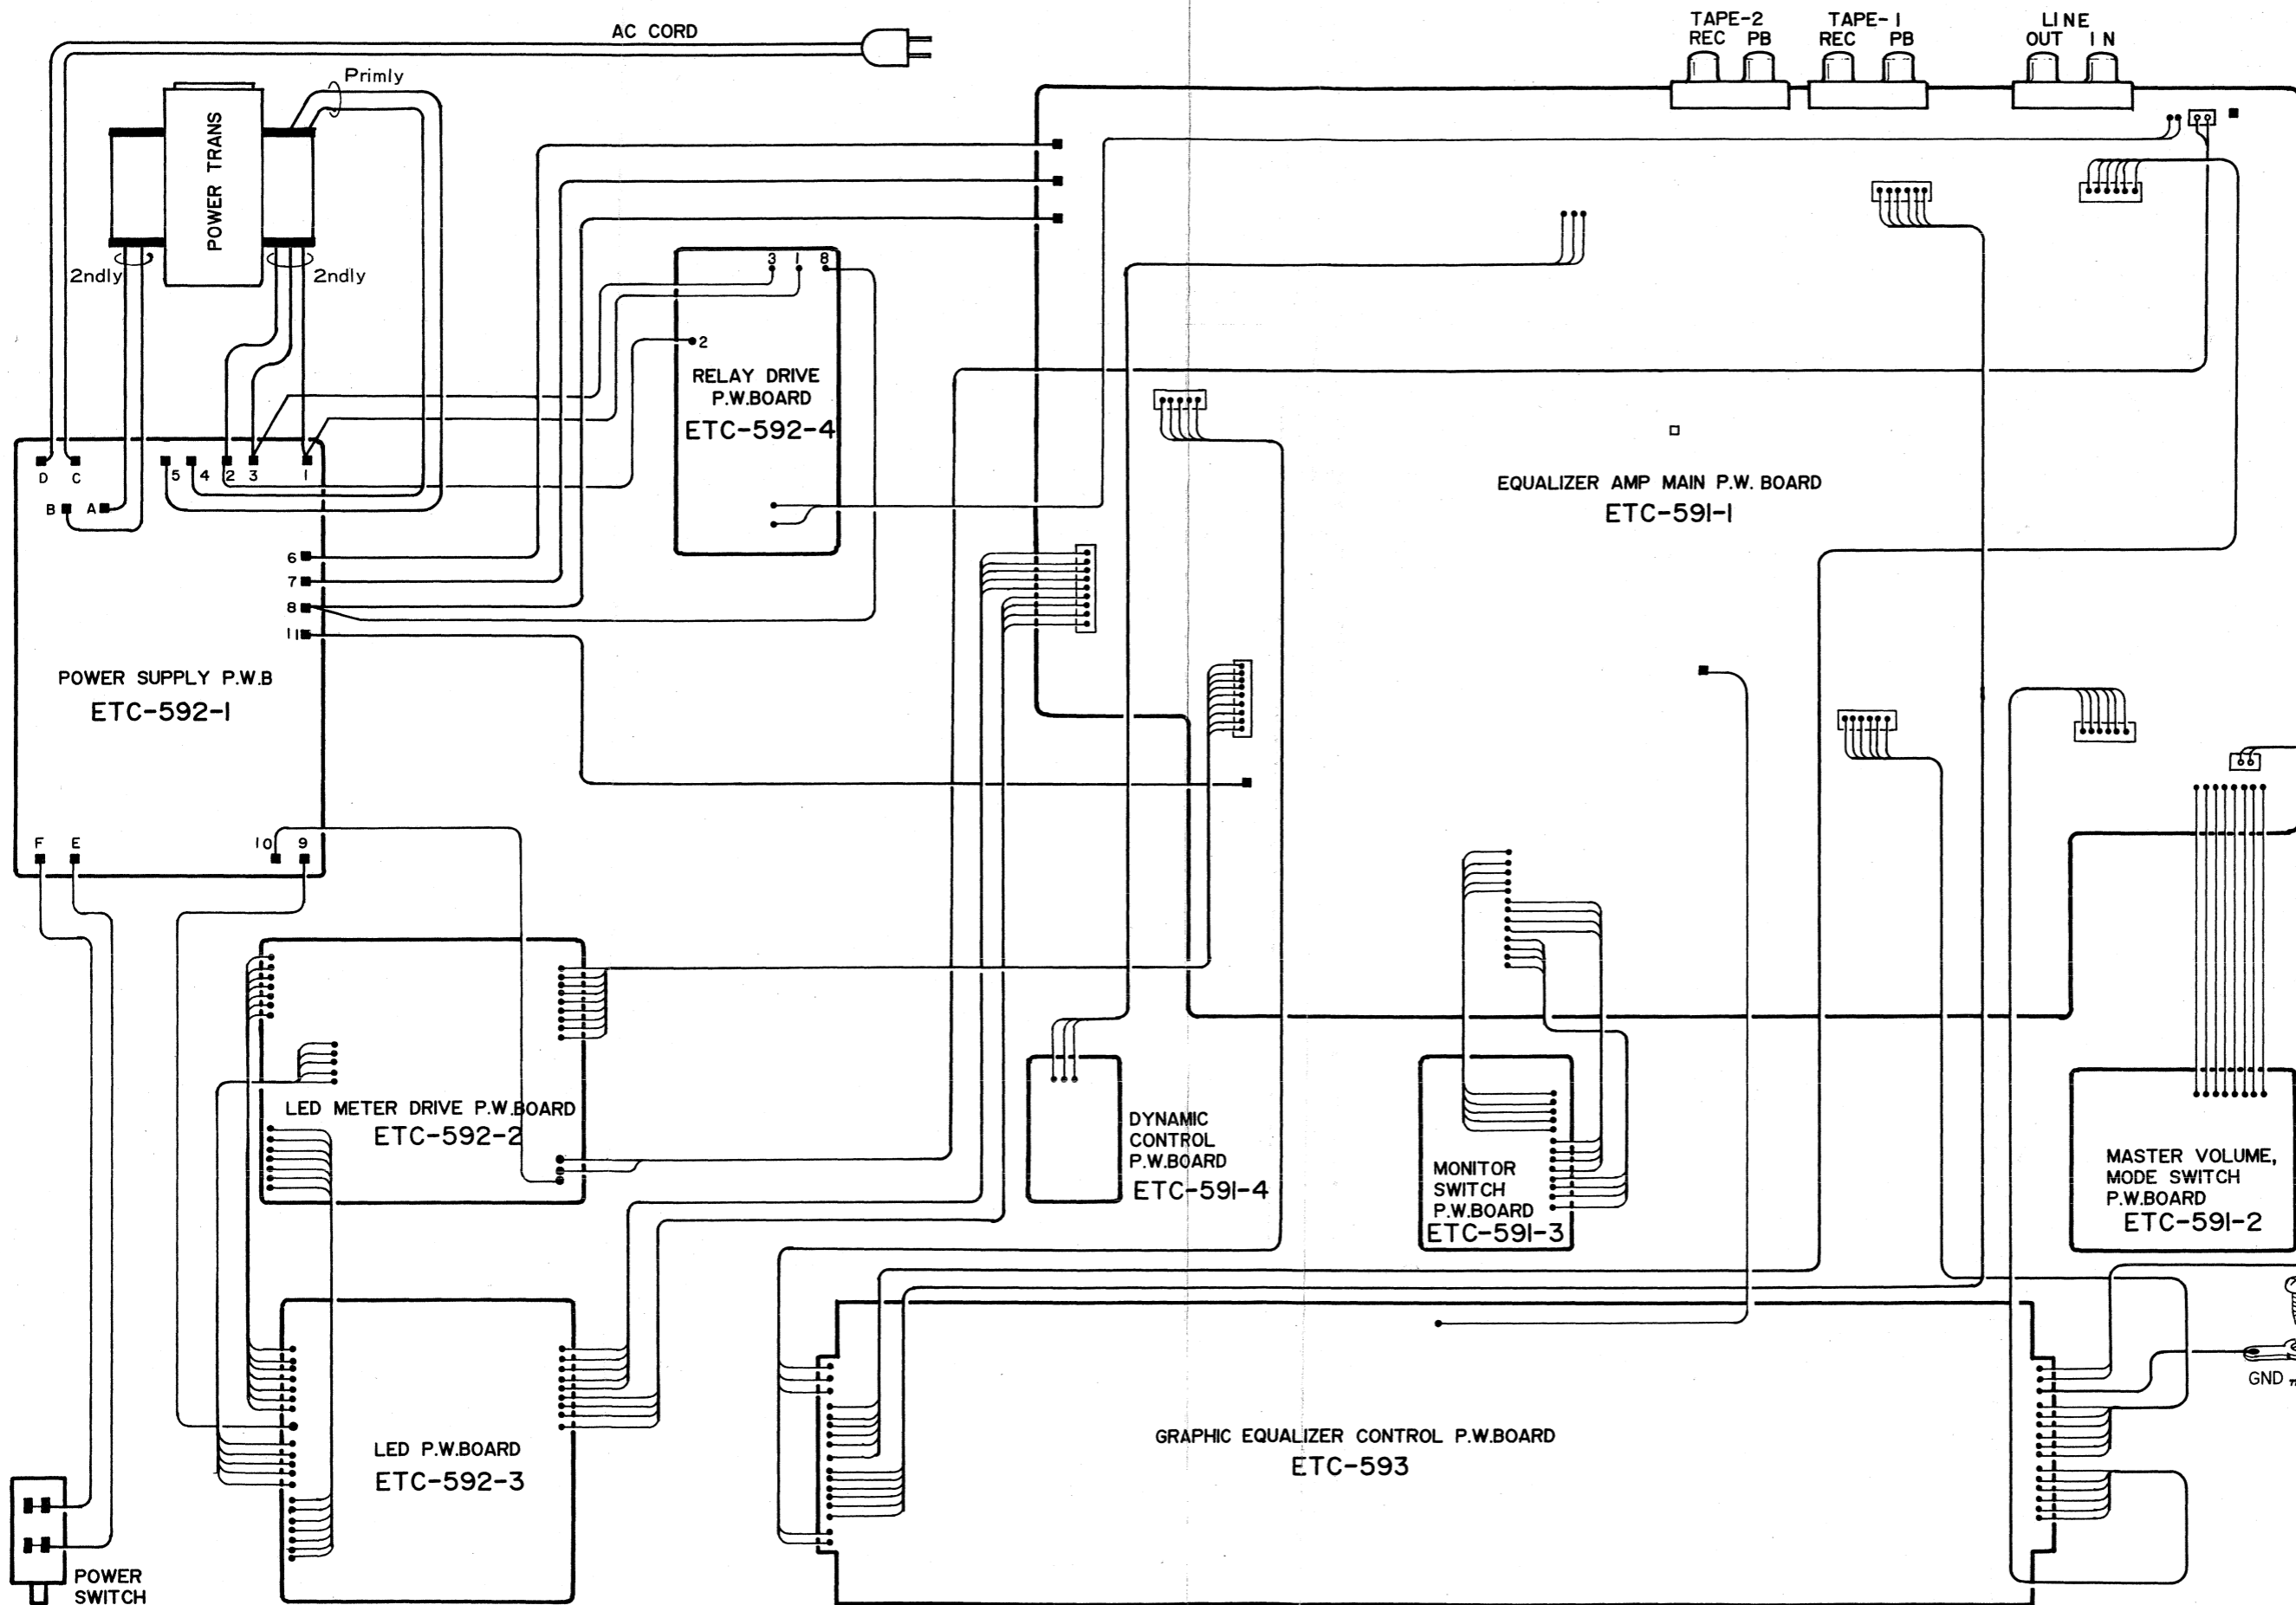 AC CORD
TAPE-2
REC PB
TAPE-1
REC PB
LINE
OUT IN
Primly
POWER TRANS
2ndly
2ndly
3 1 8
2
RELAY DRIVE
P.W.BOARD
ETC-592-4
D C
5 4 2 3 1
B A
6
7
8
11
POWER SUPPLY P.W.B
ETC-592-1
F E
10 9
EQUALIZER AMP MAIN P.W. BOARD
ETC-591-1
LED METER DRIVE P.W.BOARD
ETC-592-2
DYNAMIC
CONTROL
P.W.BOARD
ETC-591-4
MONITOR
SWITCH
P.W.BOARD
ETC-591-3
MASTER VOLUME,
MODE SWITCH
P.W.BOARD
ETC-591-2
GND
LED P.W.BOARD
ETC-592-3
GRAPHIC EQUALIZER CONTROL P.W.BOARD
ETC-593
POWER
SWITCH